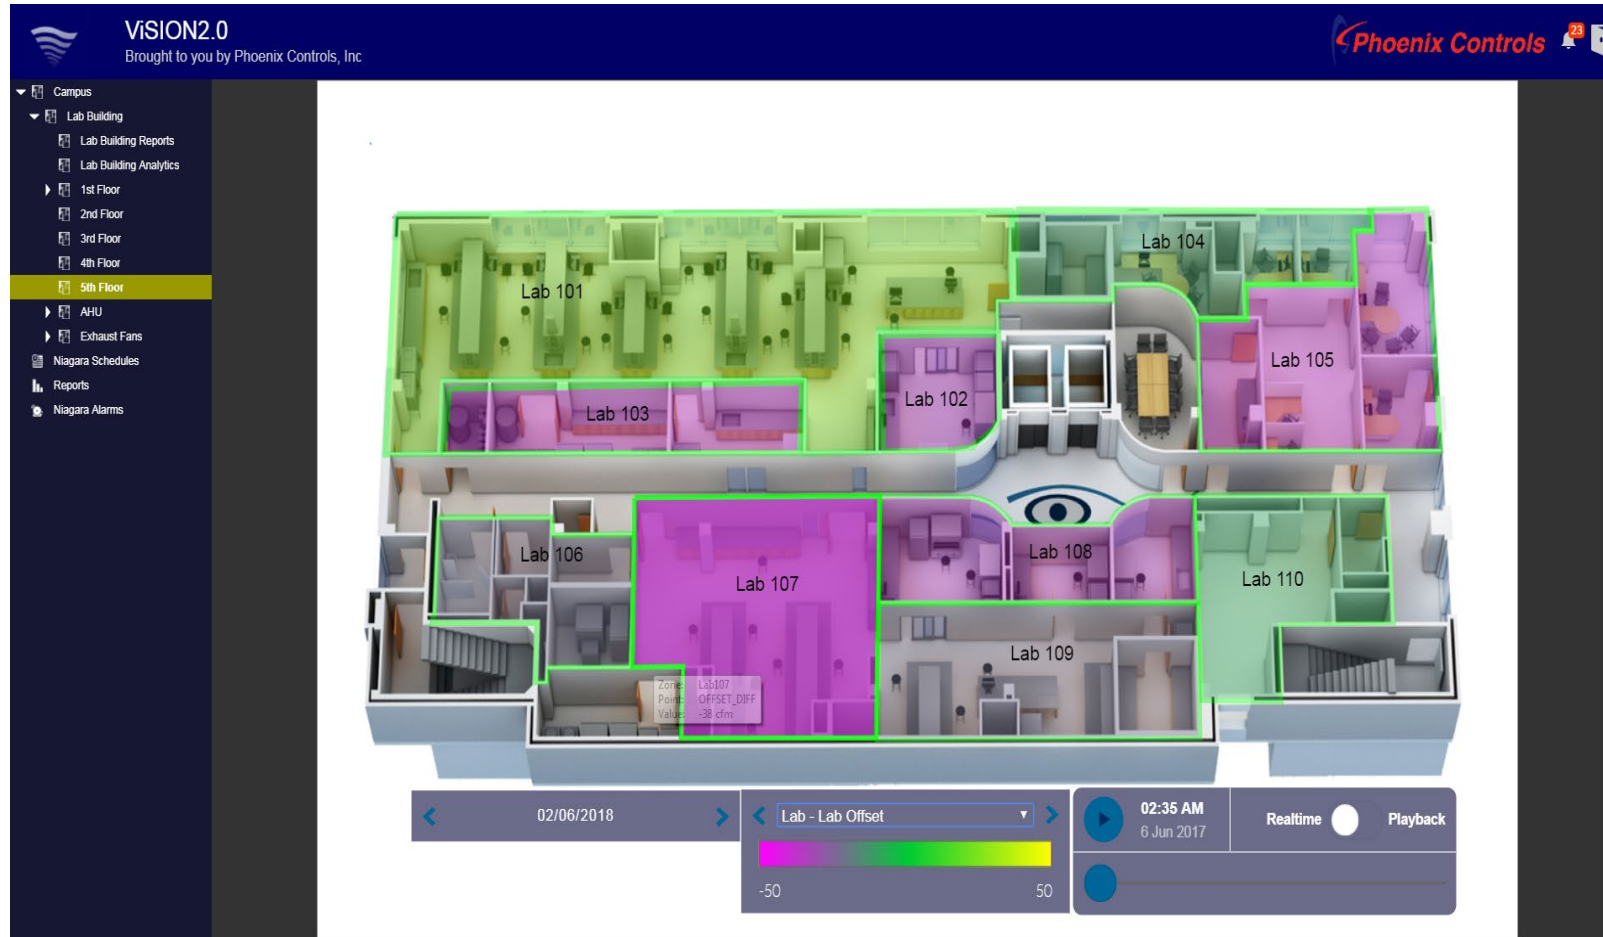 ViSION2.0
Brought to you by Phoenix Controls, Inc
Phoenix Controls
23
Campus
Lab Building
Lab Building Reports
Lab Building Analytics
1st Floor
2nd Floor
3rd Floor
4th Floor
5th Floor
AHU
Exhaust Fans
Niagara Schedules
Reports
Niagara Alarms
Lab 101
Lab 104
Lab 105
Lab 102
Lab 103
Lab 106
Lab 107
Lab 108
Lab 110
Lab 109
Zone: Lab107
Point: OFFSET_DIFF
Value: -38 cfm
02/06/2018
Lab - Lab Offset
-50
50
02:35 AM
6 Jun 2017
Realtime
Playback